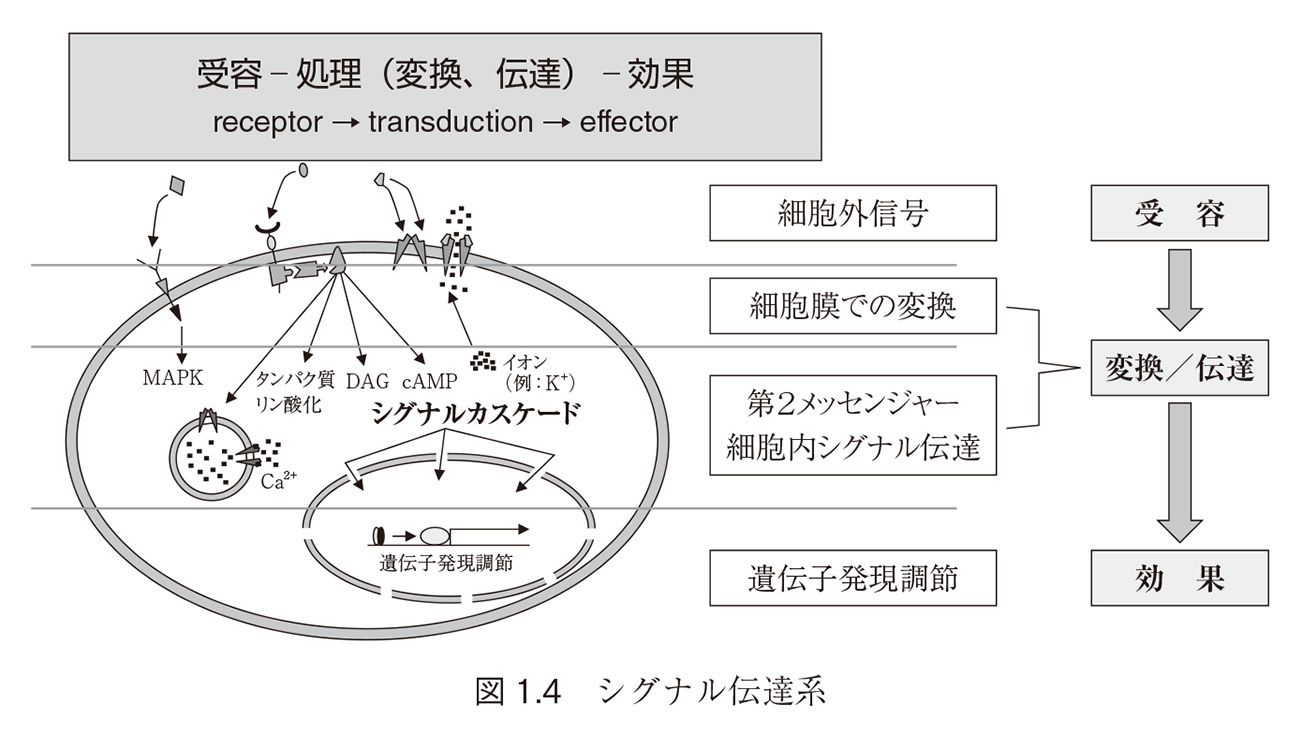 受容－処理（変換、伝達）－効果
receptor → transduction → effector
細胞外信号
受　容
細胞膜での変換
変換／伝達
第２メッセンジャー
細胞内シグナル伝達
遺伝子発現調節
効　果
MAPK
タンパク質
リン酸化
DAG
cAMP
イオン
（例：K⁺）
シグナルカスケード
Ca²⁺
遺伝子発現調節
図 1.4　シグナル伝達系